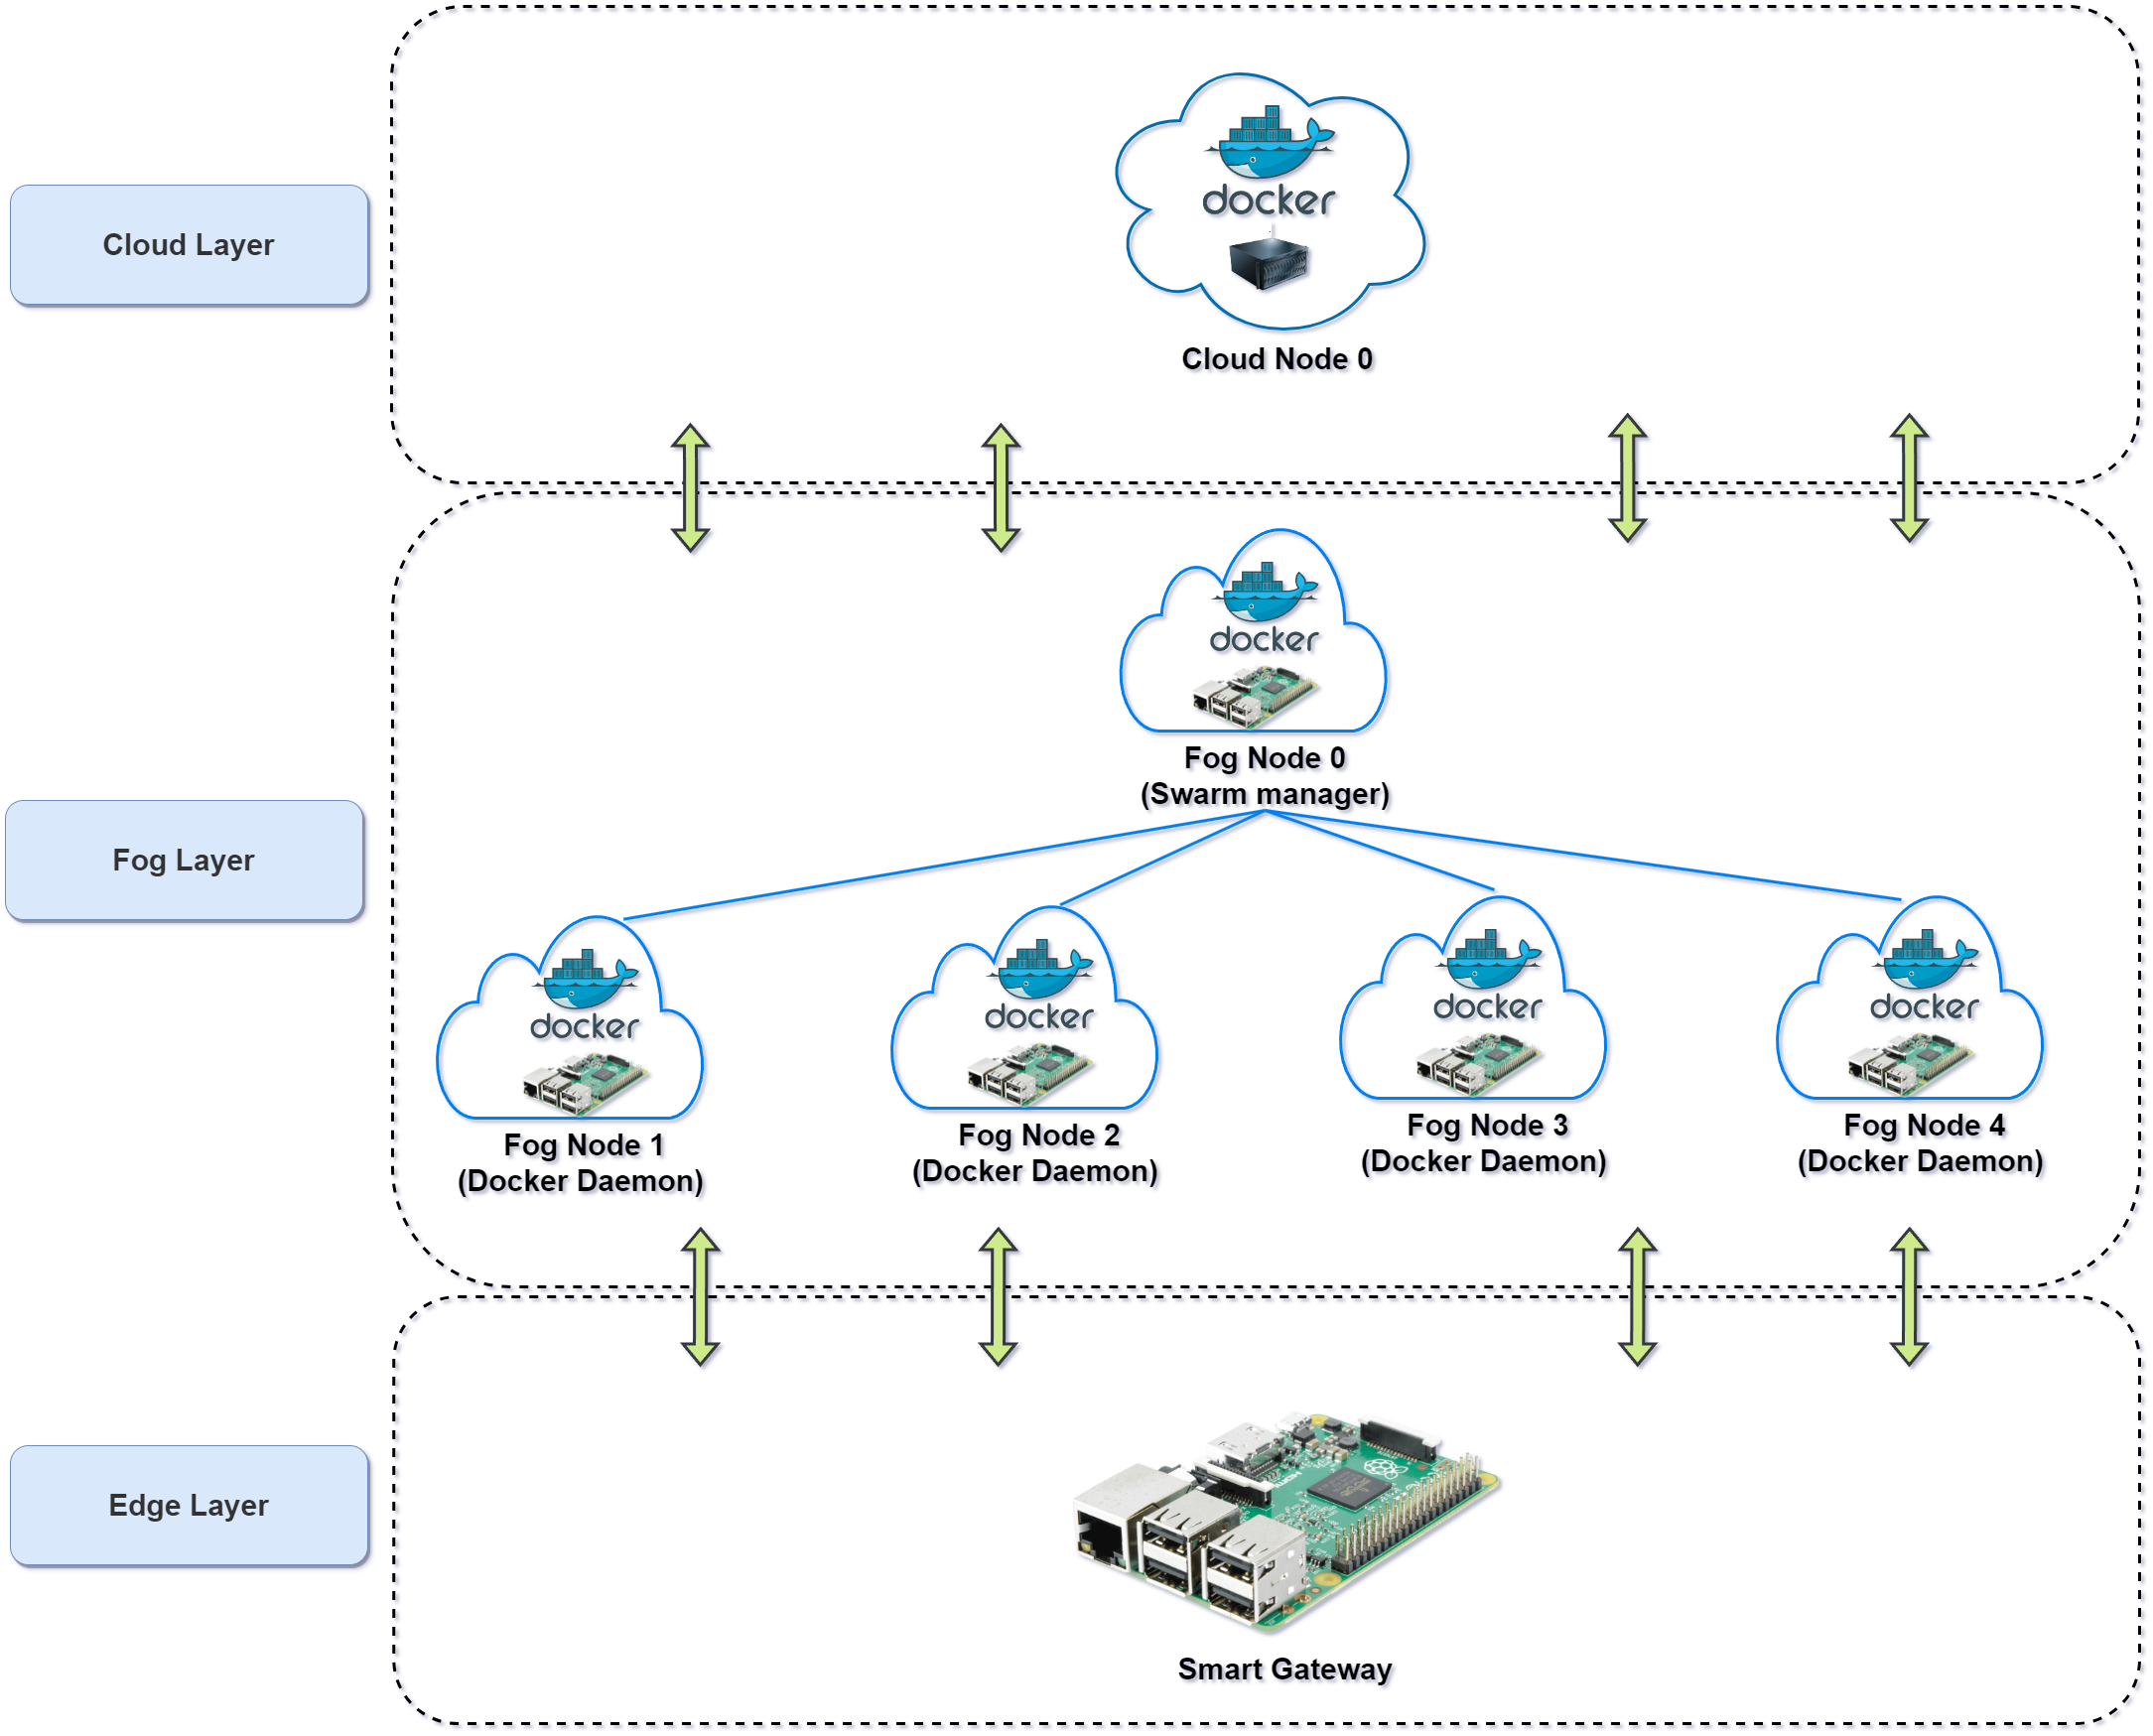 docker
Cloud Layer
Cloud Node 0
docker
Fog Node 0
(Swarm manager)
Fog Layer
docker
docker
docker
docker
Fog Node 1
(Docker Daemon)
Fog Node 2
(Docker Daemon)
Fog Node 3
(Docker Daemon)
Fog Node 4
(Docker Daemon)
Edge Layer
HDMI
Smart Gateway